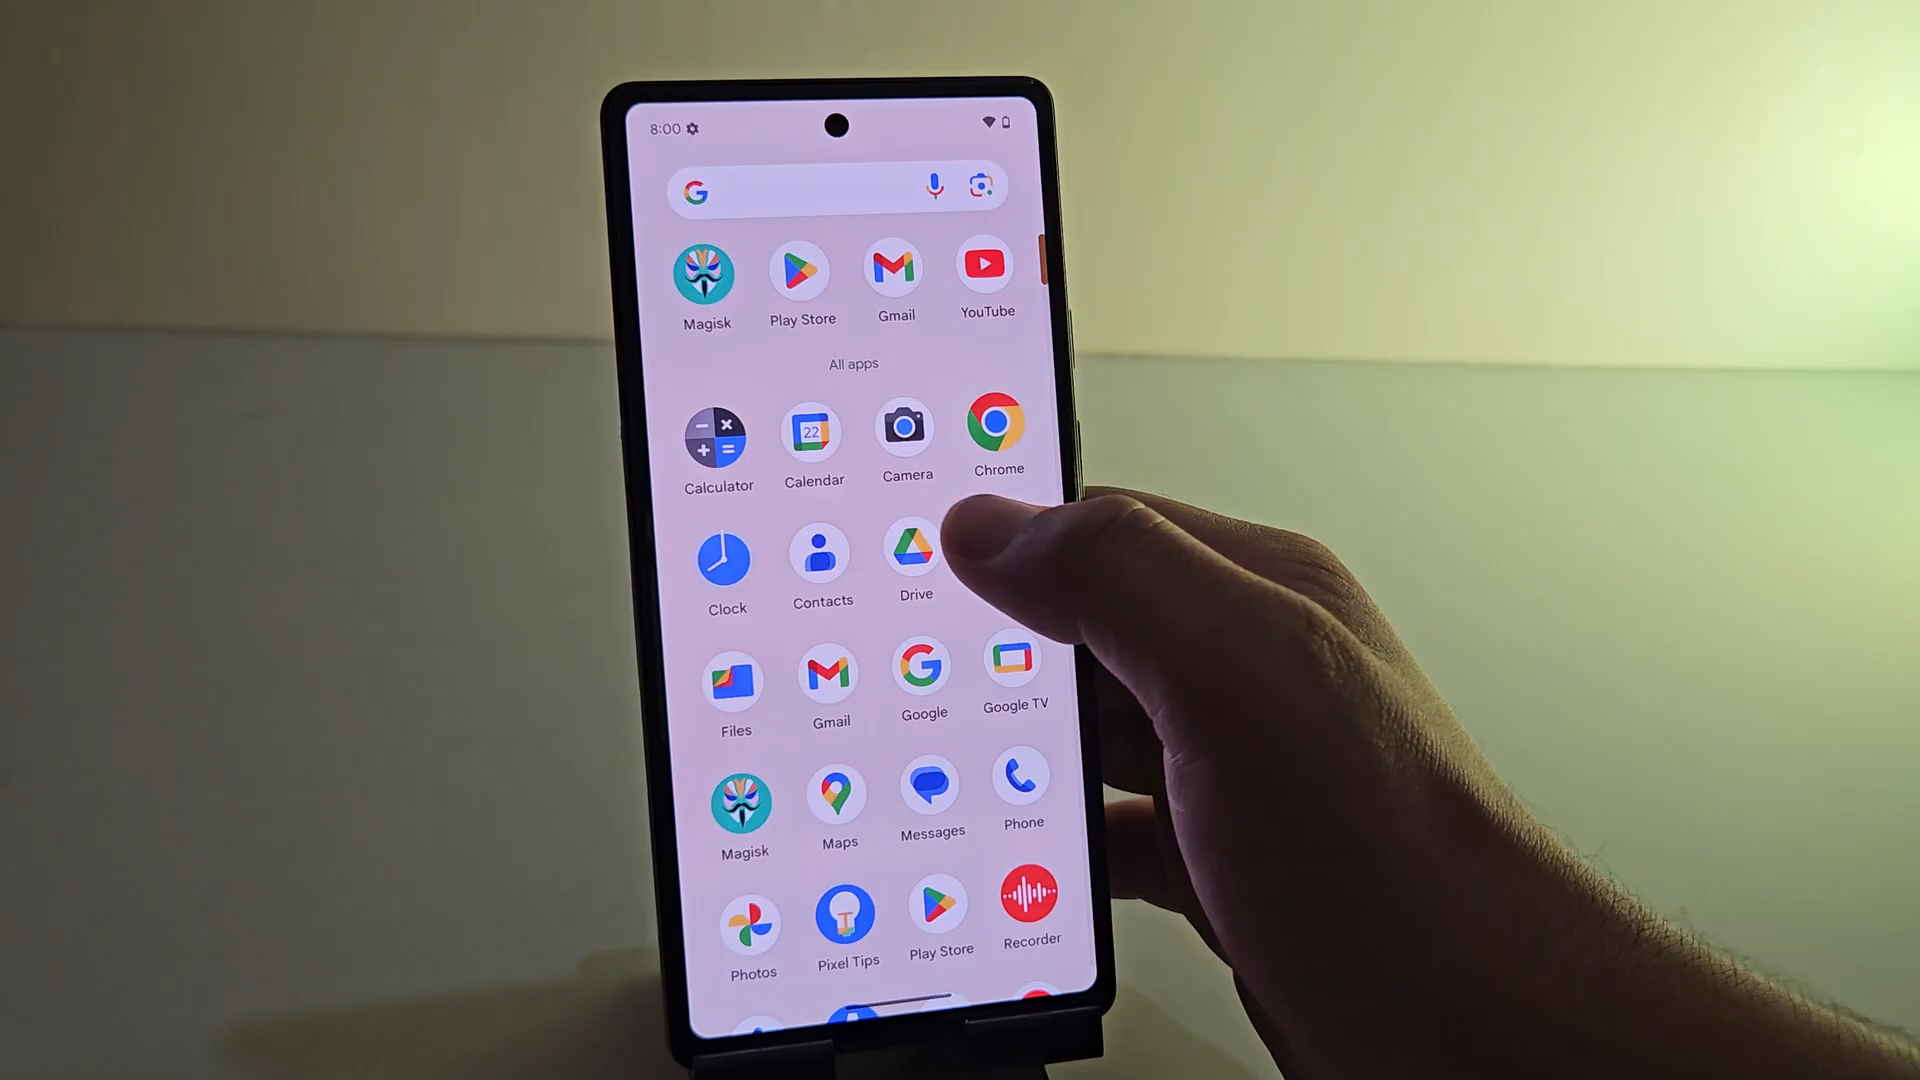 8:00
Magisk Play Store Gmail YouTube
All apps
22
Calculator Calendar Camera Chrome
Clock Contacts Drive
Files Gmail Google Google TV
Magisk Maps Messages Phone
Photos Pixel Tips Play Store Recorder